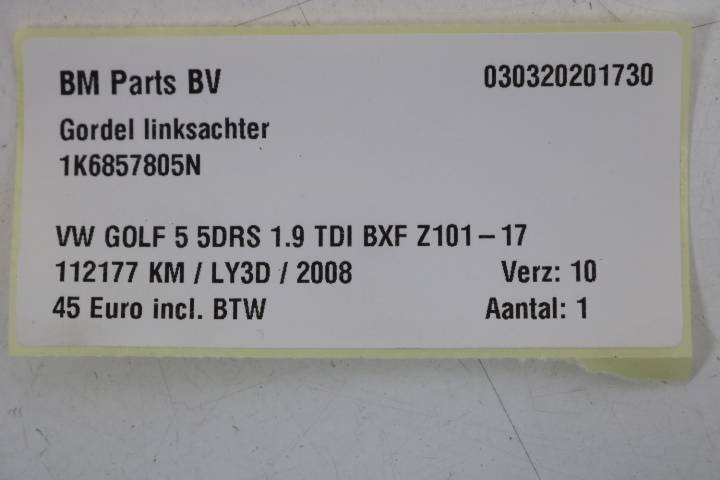 BM Parts BV 030320201730
Gordel linksachter
1K6857805N
VW GOLF 5 5DRS 1.9 TDI BXF Z101-17
112177 KM / LY3D / 2008 Verz: 10
45 Euro incl. BTW Aantal: 1